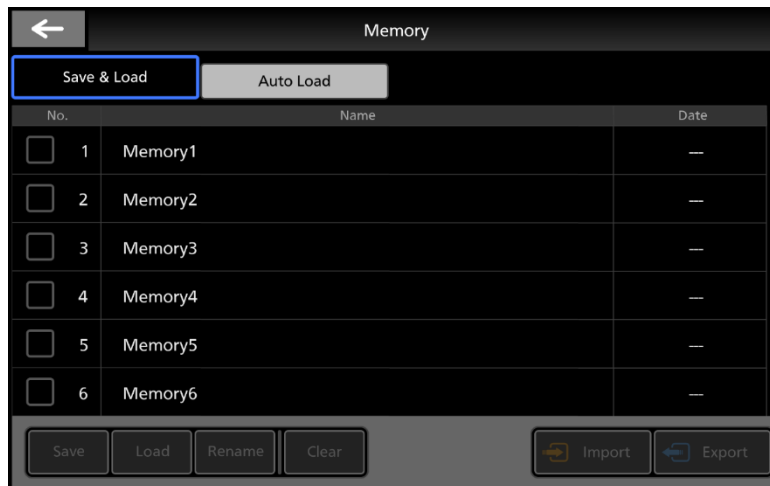 Memory
Save & Load Auto Load
No. Name Date
1 Memory1 ---
2 Memory2 ---
3 Memory3 ---
4 Memory4 ---
5 Memory5 ---
6 Memory6 ---
Save Load Rename Clear Import Export